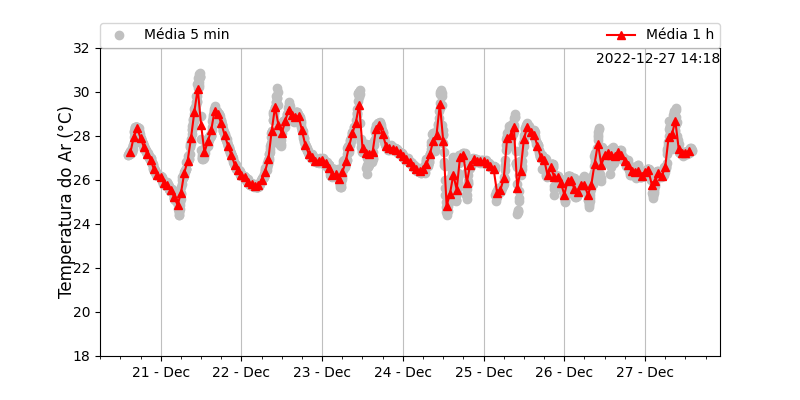 Média 5 min
Média 1 h
2022-12-27 14:18
Temperatura do Ar (°C)
32
30
28
26
24
22
20
18
21 - Dec
22 - Dec
23 - Dec
24 - Dec
25 - Dec
26 - Dec
27 - Dec